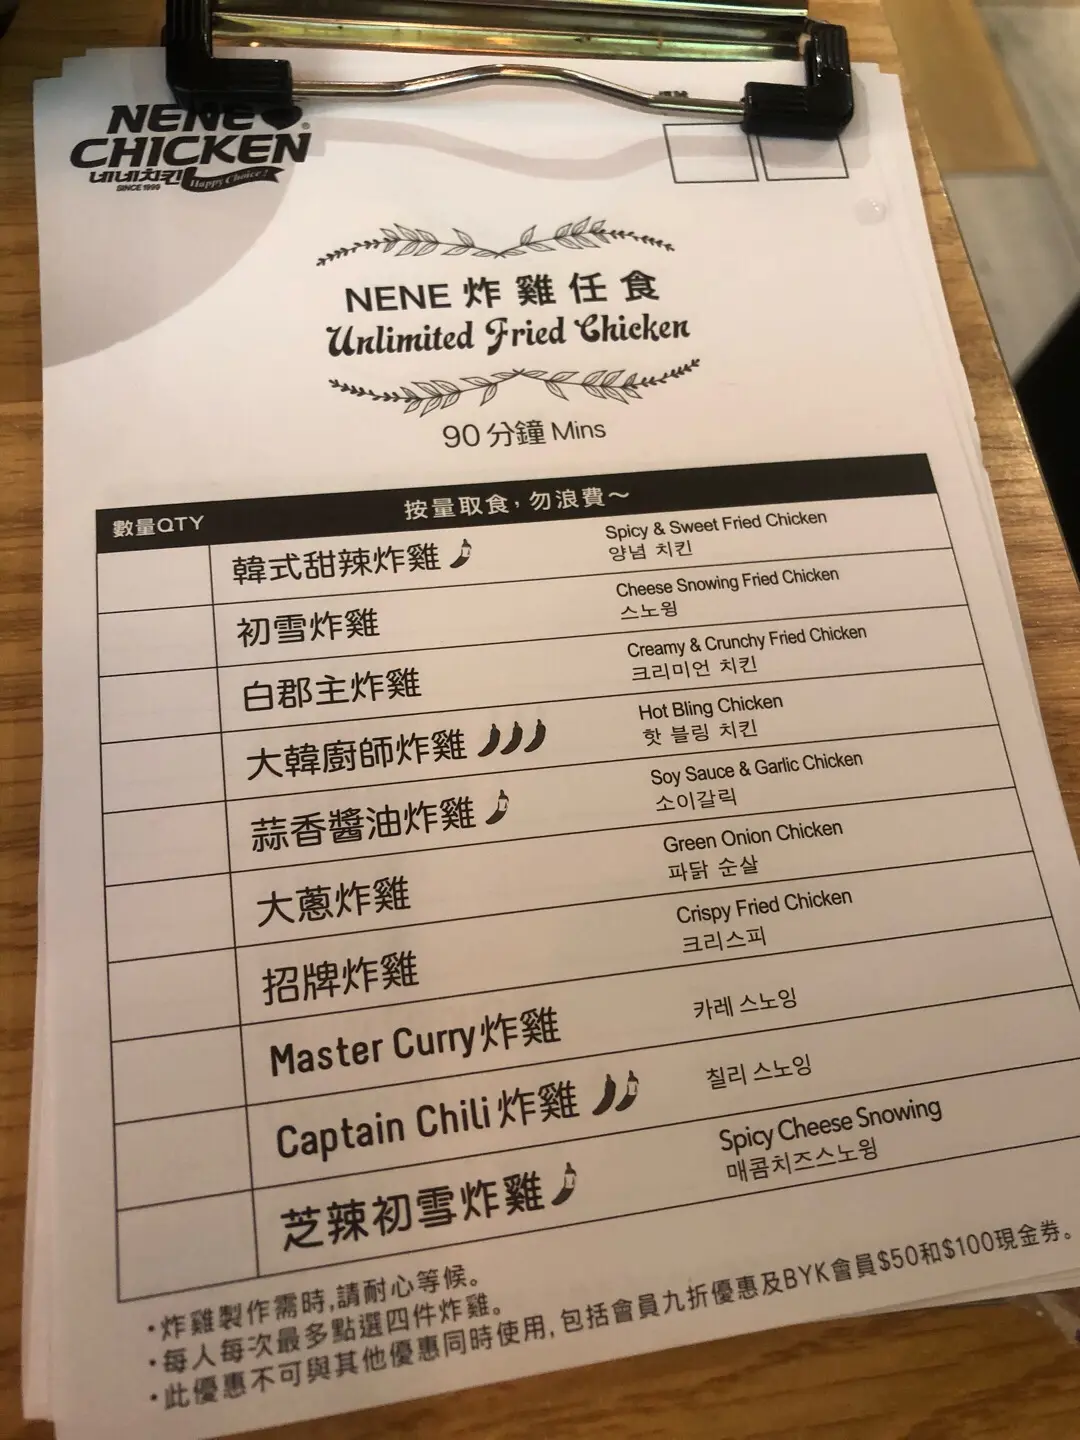 NENE
CHICKEN
네네치킨
SINCE 1999
Happy Choice!
NENE 炸雞任食
Unlimited Fried Chicken
90 分鐘 Mins
數量QTY
按量取食，勿浪費～
韓式甜辣炸雞
Spicy & Sweet Fried Chicken
양념 치킨
初雪炸雞
Cheese Snowing Fried Chicken
스노윙
白郡主炸雞
Creamy & Crunchy Fried Chicken
크리미언 치킨
大韓廚師炸雞
Hot Bling Chicken
핫 블링 치킨
蒜香醬油炸雞
Soy Sauce & Garlic Chicken
소이갈릭
大蔥炸雞
Green Onion Chicken
파닭 순살
招牌炸雞
Crispy Fried Chicken
크리스피
Master Curry炸雞
카레 스노잉
Captain Chili炸雞
칠리 스노잉
芝辣初雪炸雞
Spicy Cheese Snowing
매콤치즈스노윙
•炸雞製作需時,請耐心等候。
•每人每次最多點選四件炸雞。
•此優惠不可與其他優惠同時使用, 包括會員九折優惠及BYK會員$50和$100現金券。